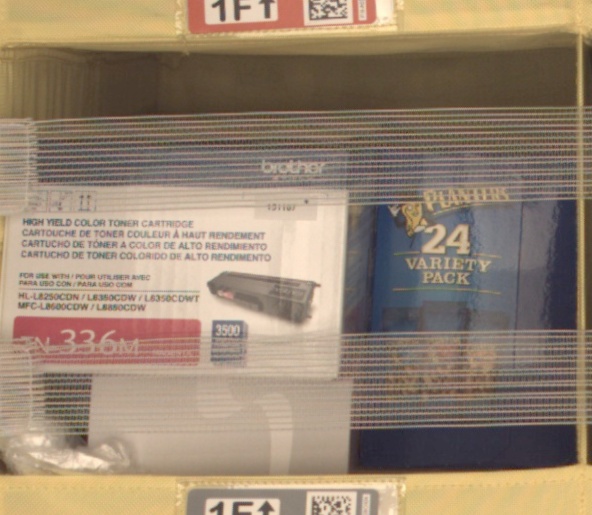 1F↑
brother
HIGH YIELD COLOR TONER CARTRIDGE
CARTOUCHE DE TONER COULEUR À HAUT RENDEMENT
CARTUCHO DE TÓNER A COLOR DE ALTO RENDIMIENTO
CARTUCHO DE TONER COLORIDO DE ALTO RENDIMENTO
FOR USE WITH / POUR UTILISER AVEC
PARA USO CON / PARA USO COM
HL-L8250CDN / L8350CDW / L8350CDWT
MFC-L8600CDW / L8850CDW
TN-336M
3500
PLANTERS
24
VARIETY
PACK
1F↑